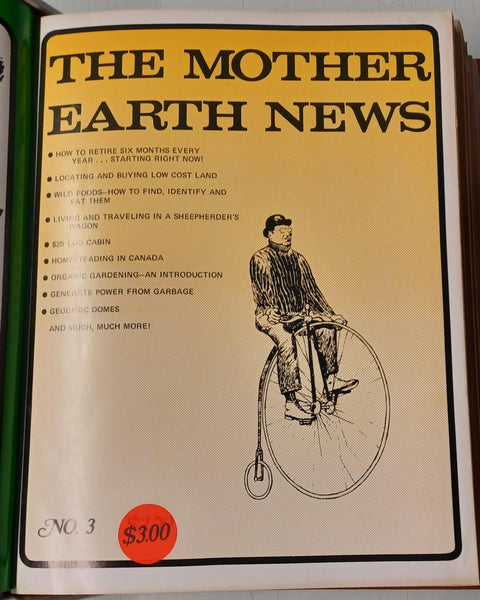 THE MOTHER
EARTH NEWS
● HOW TO RETIRE SIX MONTHS EVERY
YEAR . . . STARTING RIGHT NOW!
● LOCATING AND BUYING LOW COST LAND
● WILD FOODS—HOW TO FIND, IDENTIFY AND
EAT THEM
● LIVING AND TRAVELING IN A SHEEPHERDER'S
WAGON
● $25 LOG CABIN
● HOMESTEADING IN CANADA
● ORGANIC GARDENING—AN INTRODUCTION
● GENERATE POWER FROM GARBAGE
● GEODESIC DOMES
AND MUCH, MUCH MORE!
NO. 3
$3.00